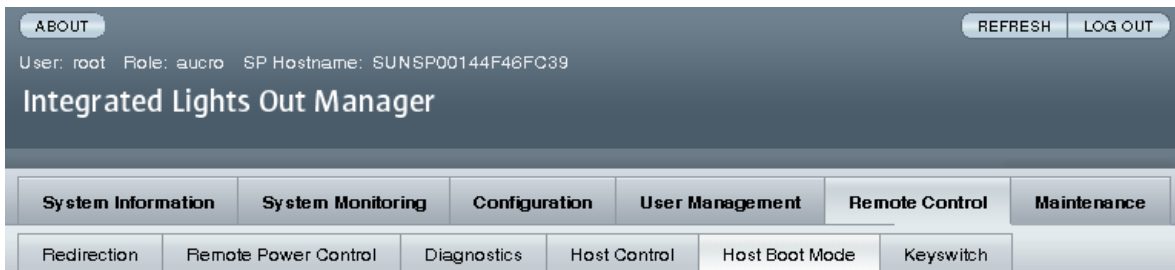 ABOUT REFRESH LOG OUT
User: root Role: aucro SP Hostname: SUNSP00144F46FC39
Integrated Lights Out Manager
System Information System Monitoring Configuration User Management Remote Control Maintenance
Redirection Remote Power Control Diagnostics Host Control Host Boot Mode Keyswitch